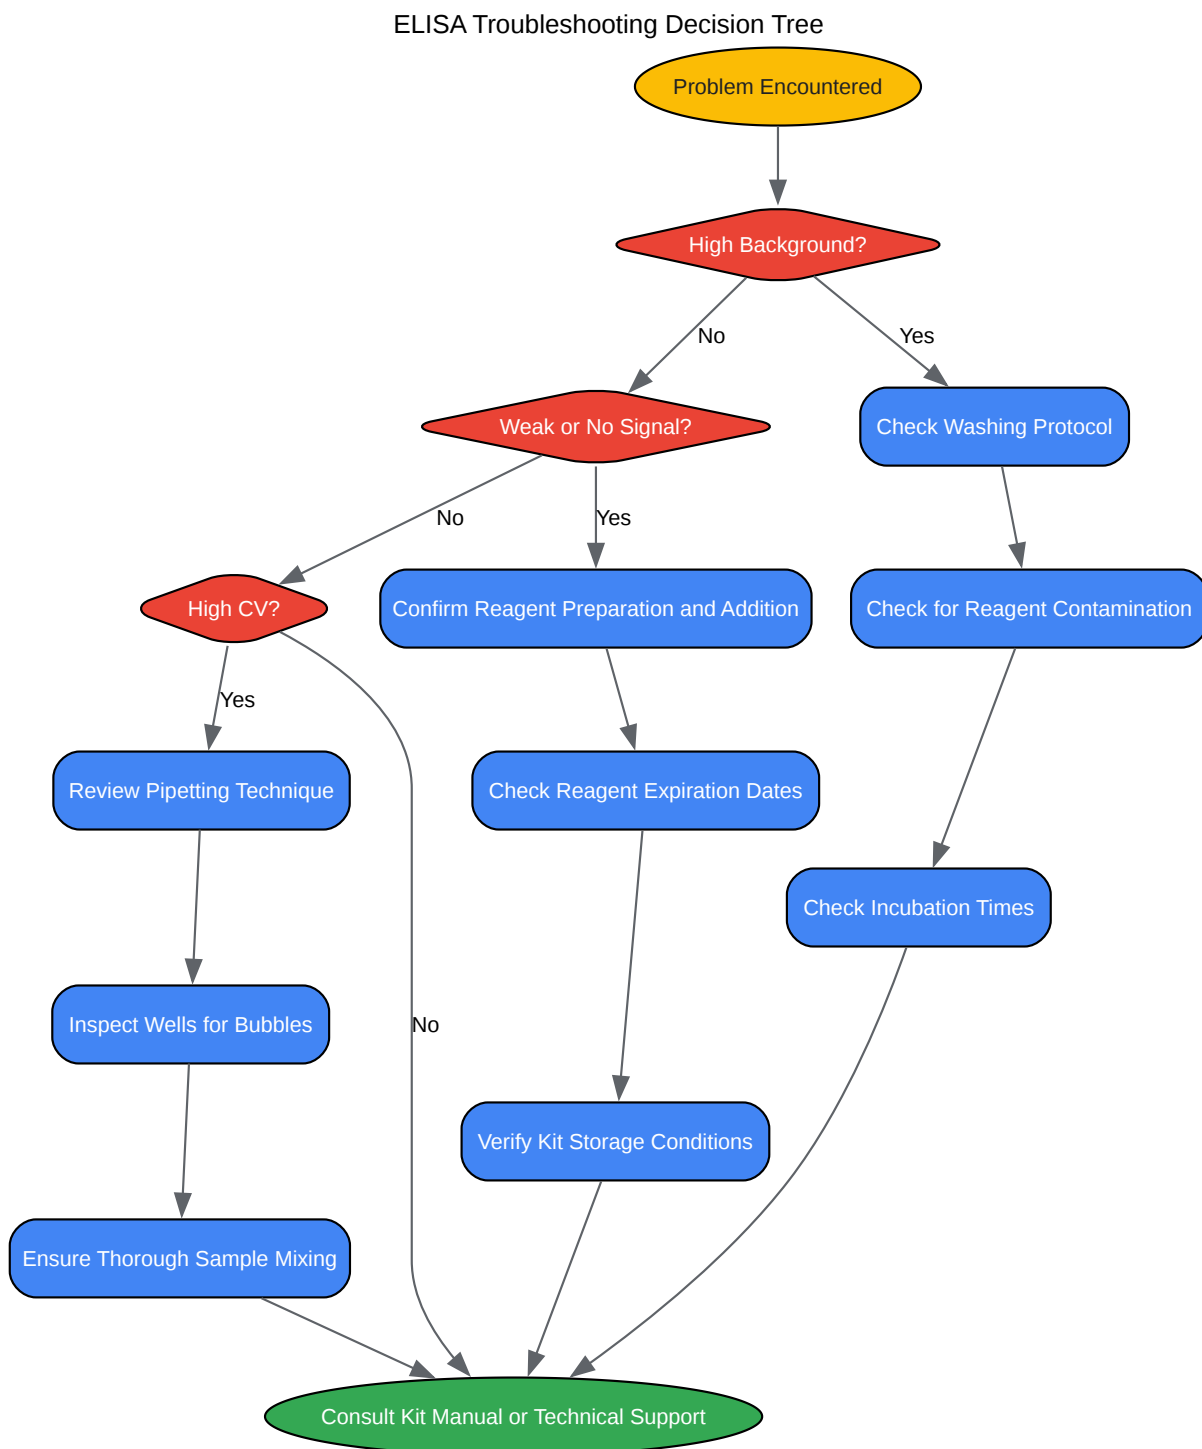 ELISA Troubleshooting Decision Tree
Problem Encountered
High Background?
No
Yes
Weak or No Signal?
Check Washing Protocol
No
Yes
High CV?
Confirm Reagent Preparation and Addition
Check for Reagent Contamination
Yes
Review Pipetting Technique
Check Reagent Expiration Dates
Check Incubation Times
Inspect Wells for Bubbles
No
Verify Kit Storage Conditions
Ensure Thorough Sample Mixing
Consult Kit Manual or Technical Support